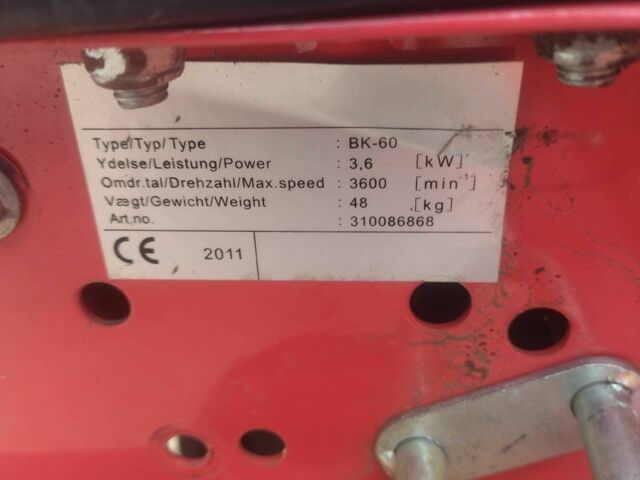 Type/Typ/Type : BK-60
Ydelse/Leistung/Power : 3,6 [kW]
Omdr.tal/Drehzahl/Max.speed : 3600 [min⁻¹]
Vægt/Gewicht/Weight : 48 [kg]
Art.no. : 310086868
CE 2011